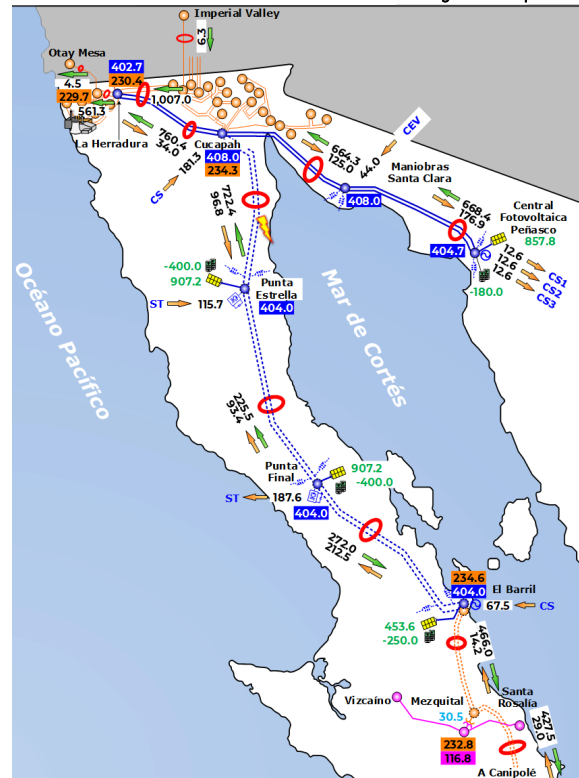 Imperial Valley
6.3
Otay Mesa
4.5
229.7
561.3
402.7
230.4
1,007.0
La Herradura
760.4
34.0
Cucapah
408.0
234.3
CS
181.3
664.3
125.0
CEV
44.0
Maniobras
Santa Clara
408.0
668.4
176.9
Central
Fotovoltaica
Peñasco
857.8
404.7
12.6
12.6
12.6
CS1
CS2
CS3
-180.0
722.4
96.8
-400.0
907.2
Punta
Estrella
404.0
ST
115.7
Océano Pacífico
Mar de Cortés
225.5
93.4
Punta
Final
907.2
-400.0
ST
187.6
404.0
272.0
212.5
234.6
404.0
El Barril
67.5
CS
453.6
-250.0
466.0
14.2
Vizcaíno
Mezquital
30.5
Santa
Rosalía
427.5
29.0
232.8
116.8
A Canipolé